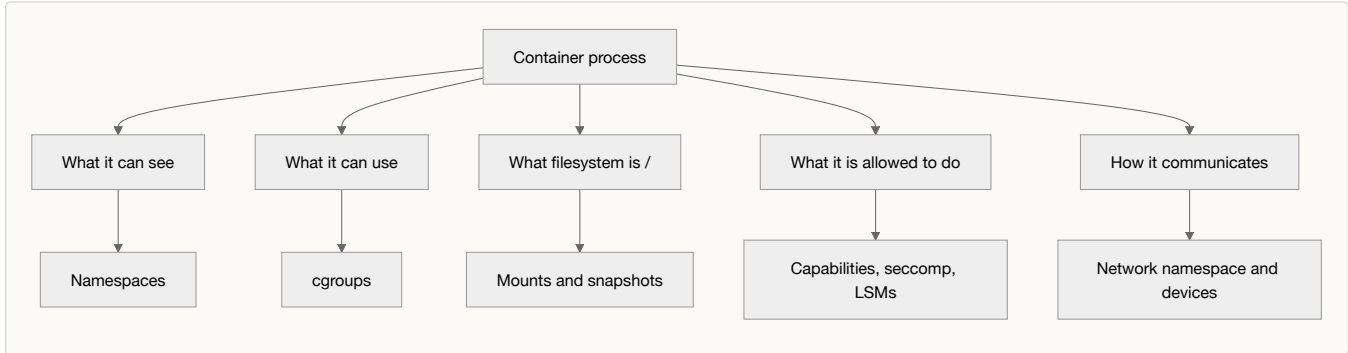 Container process
What it can see
What it can use
What filesystem is /
What it is allowed to do
How it communicates
Namespaces
cgroups
Mounts and snapshots
Capabilities, seccomp,
LSMs
Network namespace and
devices